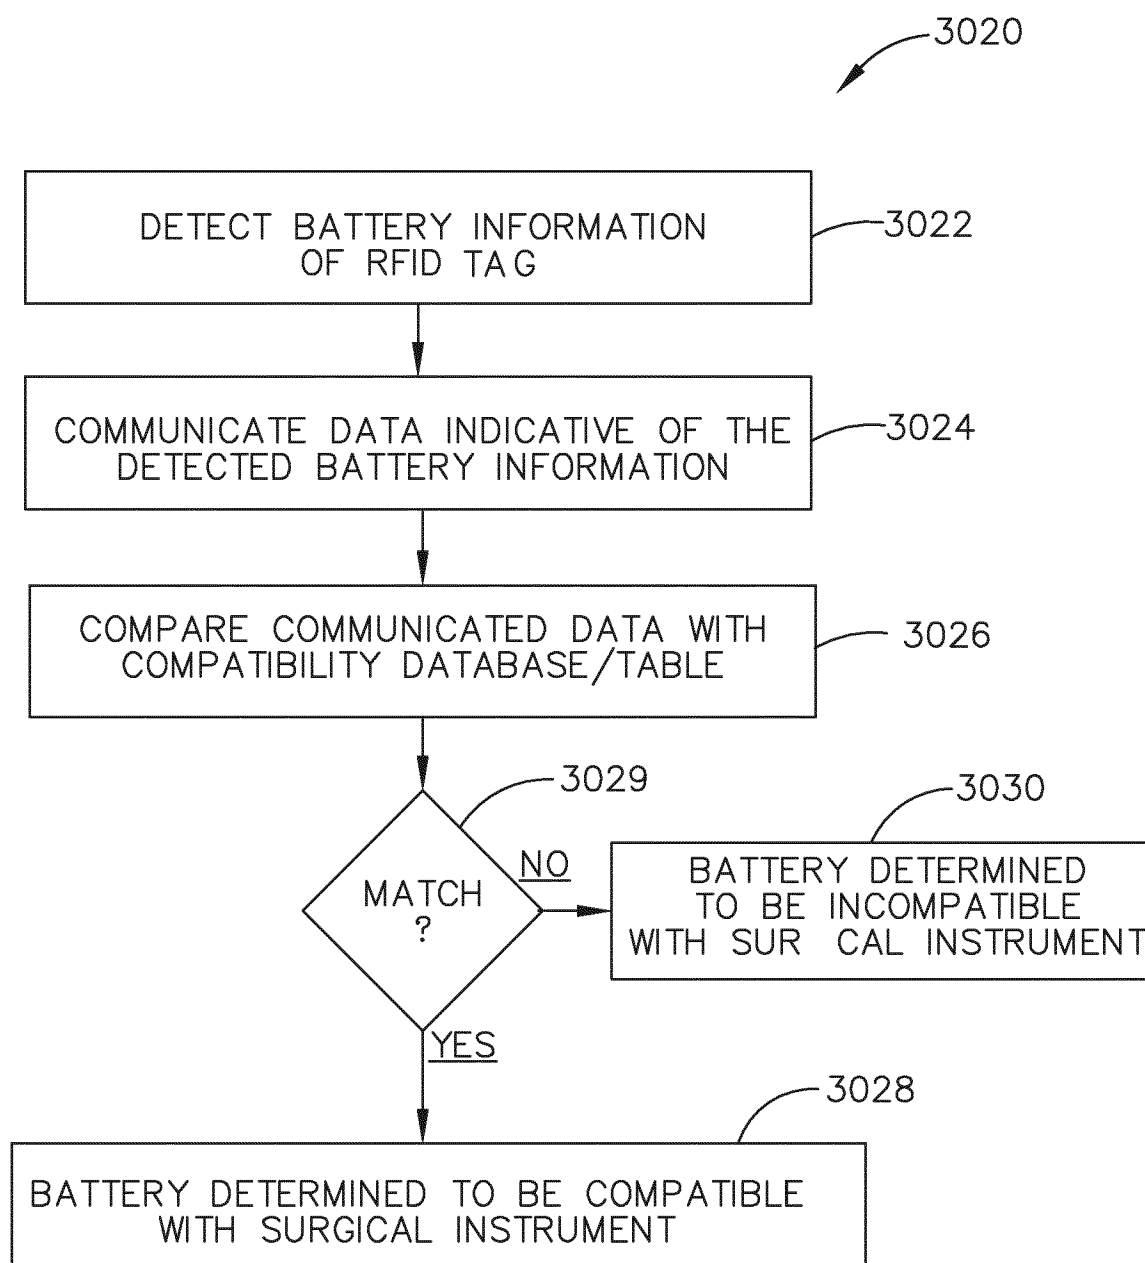 3020
DETECT BATTERY INFORMATION
OF RFID TAG
3022
COMMUNICATE DATA INDICATIVE OF THE
DETECTED BATTERY INFORMATION
3024
COMPARE COMMUNICATED DATA WITH
COMPATIBILITY DATABASE/TABLE
3026
3029
MATCH
?
NO
3030
BATTERY DETERMINED
TO BE INCOMPATIBLE
WITH SUR CAL INSTRUMENT
YES
3028
BATTERY DETERMINED TO BE COMPATIBLE
WITH SURGICAL INSTRUMENT